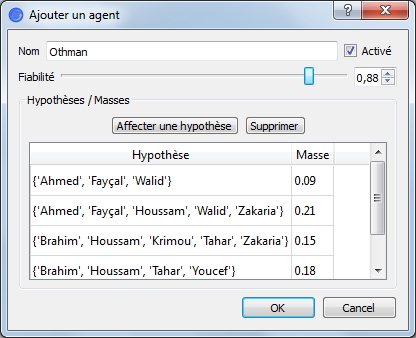 Ajouter un agent
Nom Othman Activé
Fiabilité 0,88
Hypothèses / Masses
Affecter une hypothèse Supprimer
Hypothèse Masse
{'Ahmed', 'Fayçal', 'Walid'} 0.09
{'Ahmed', 'Fayçal', 'Houssam', 'Walid', 'Zakaria'} 0.21
{'Brahim', 'Houssam', 'Krimou', 'Tahar', 'Zakaria'} 0.15
{'Brahim', 'Houssam', 'Tahar', 'Youcef'} 0.18
OK Cancel